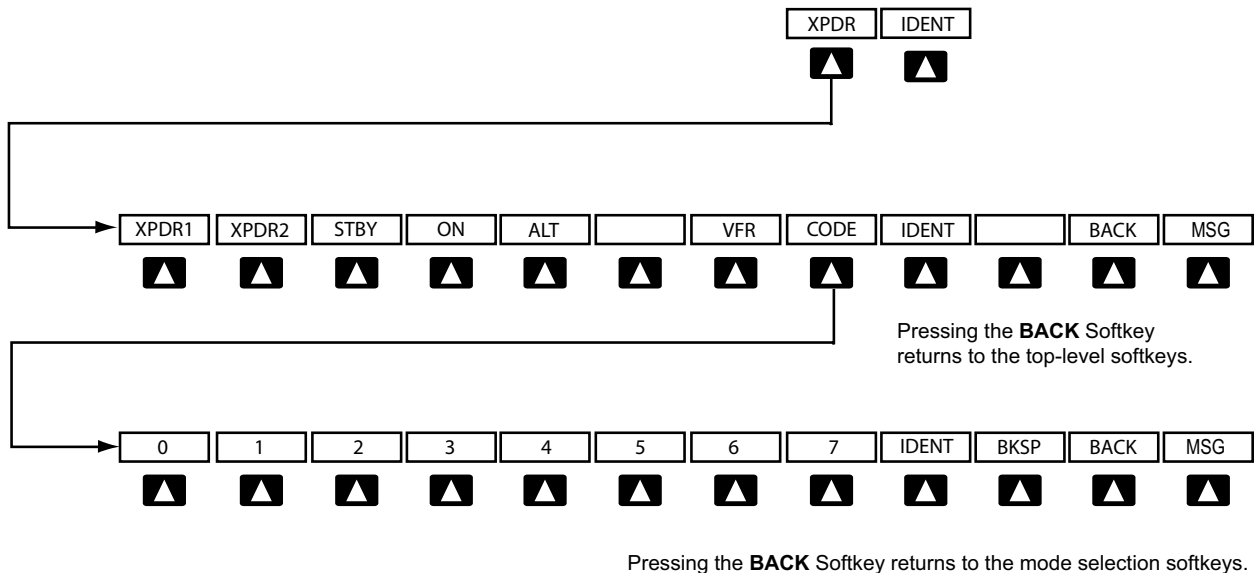 XPDR IDENT
XPDR1 XPDR2 STBY ON ALT VFR CODE IDENT BACK MSG
Pressing the BACK Softkey
returns to the top-level softkeys.
0 1 2 3 4 5 6 7 IDENT BKSP BACK MSG
Pressing the BACK Softkey returns to the mode selection softkeys.